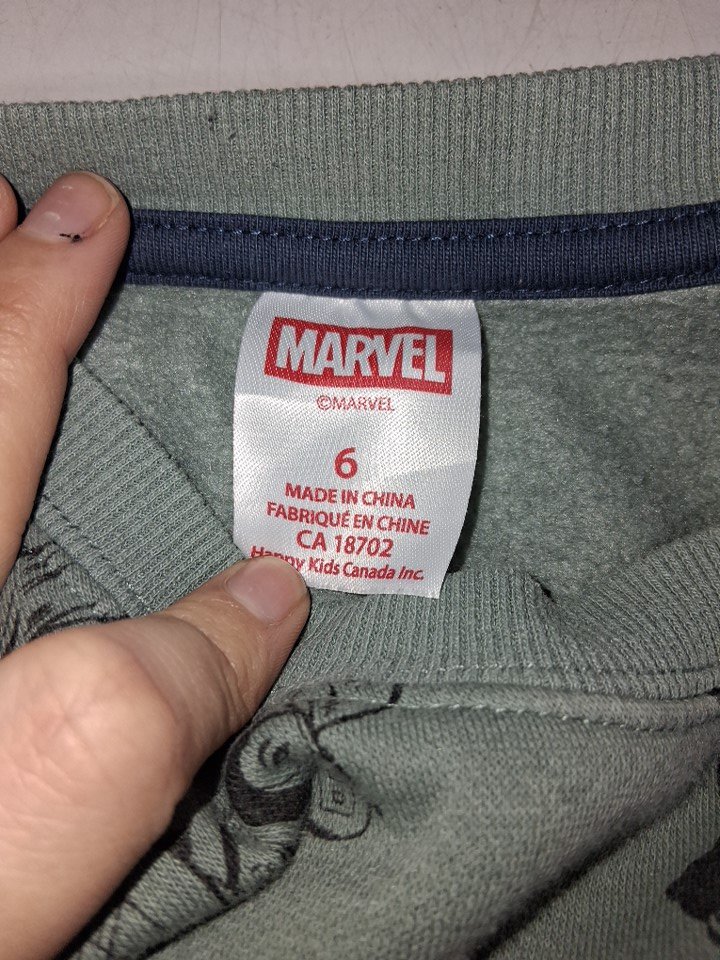 MARVEL
©MARVEL
6
MADE IN CHINA
FABRIQUÉ EN CHINE
CA 18702
Happy Kids Canada Inc.